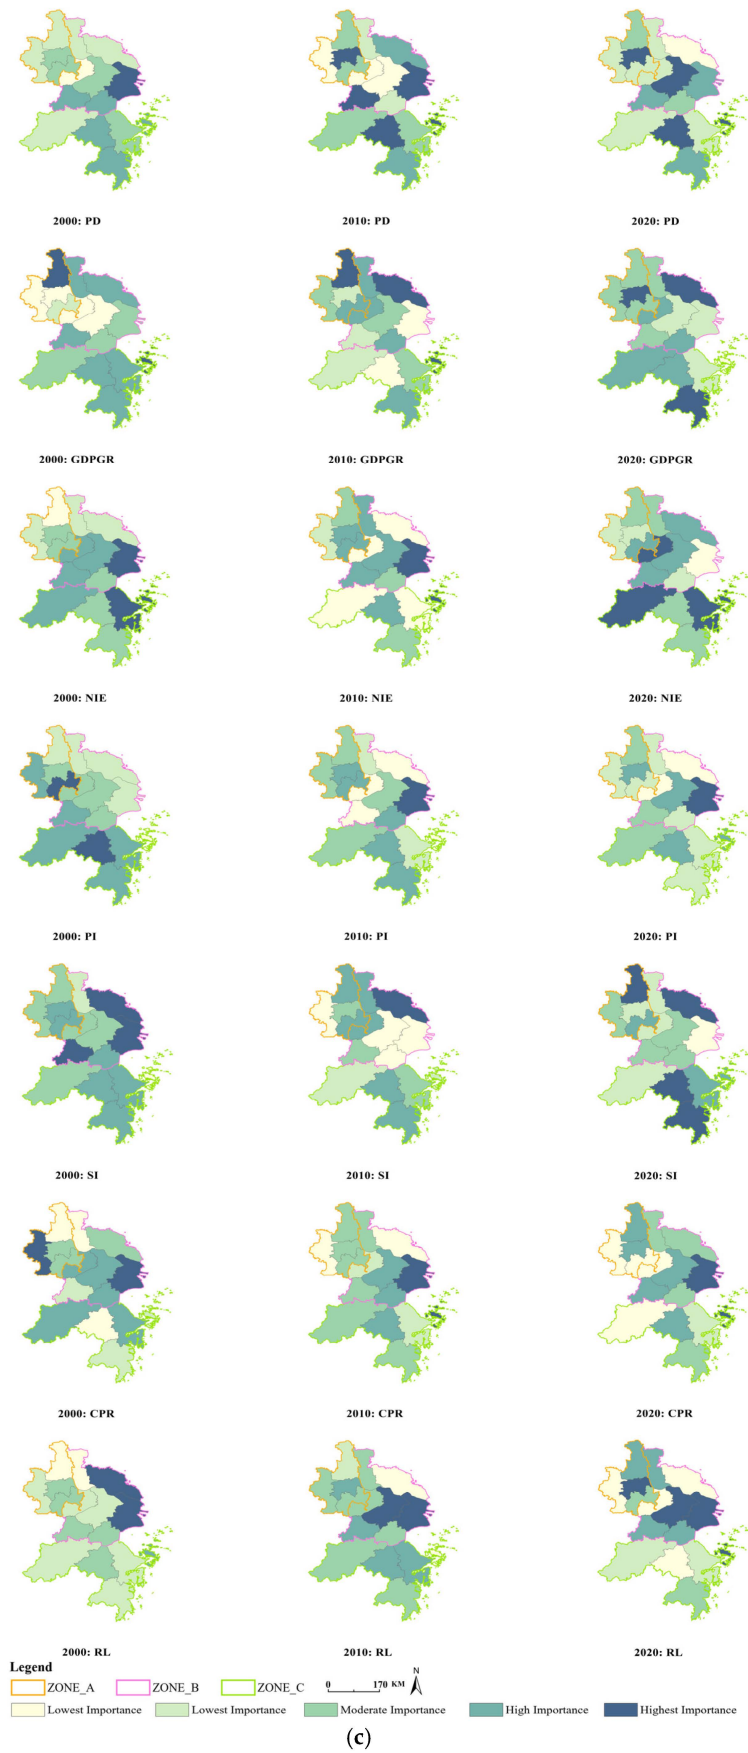 2000: PD
2010: PD
2020: PD
2000: GDPGR
2010: GDPGR
2020: GDPGR
2000: NIE
2010: NIE
2020: NIE
2000: PI
2010: PI
2020: PI
2000: SI
2010: SI
2020: SI
2000: CPR
2010: CPR
2020: CPR
2000: RL
2010: RL
2020: RL
Legend
ZONE_A ZONE_B ZONE_C 0 170 KM N
Lowest Importance Lowest Importance Moderate Importance High Importance Highest Importance
(c)